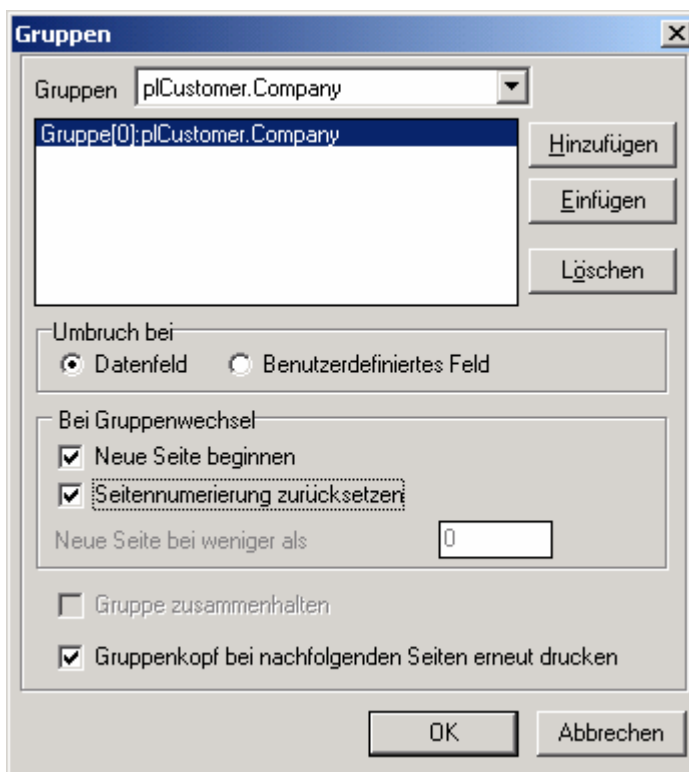 Gruppen
Gruppen plCustomer.Company
Gruppe[0]:plCustomer.Company
Hinzufügen
Einfügen
Löschen
Umbruch bei
Datenfeld Benutzerdefiniertes Feld
Bei Gruppenwechsel
Neue Seite beginnen
Seitennumerierung zurücksetzen
Neue Seite bei weniger als 0
Gruppe zusammenhalten
Gruppenkopf bei nachfolgenden Seiten erneut drucken
OK Abbrechen